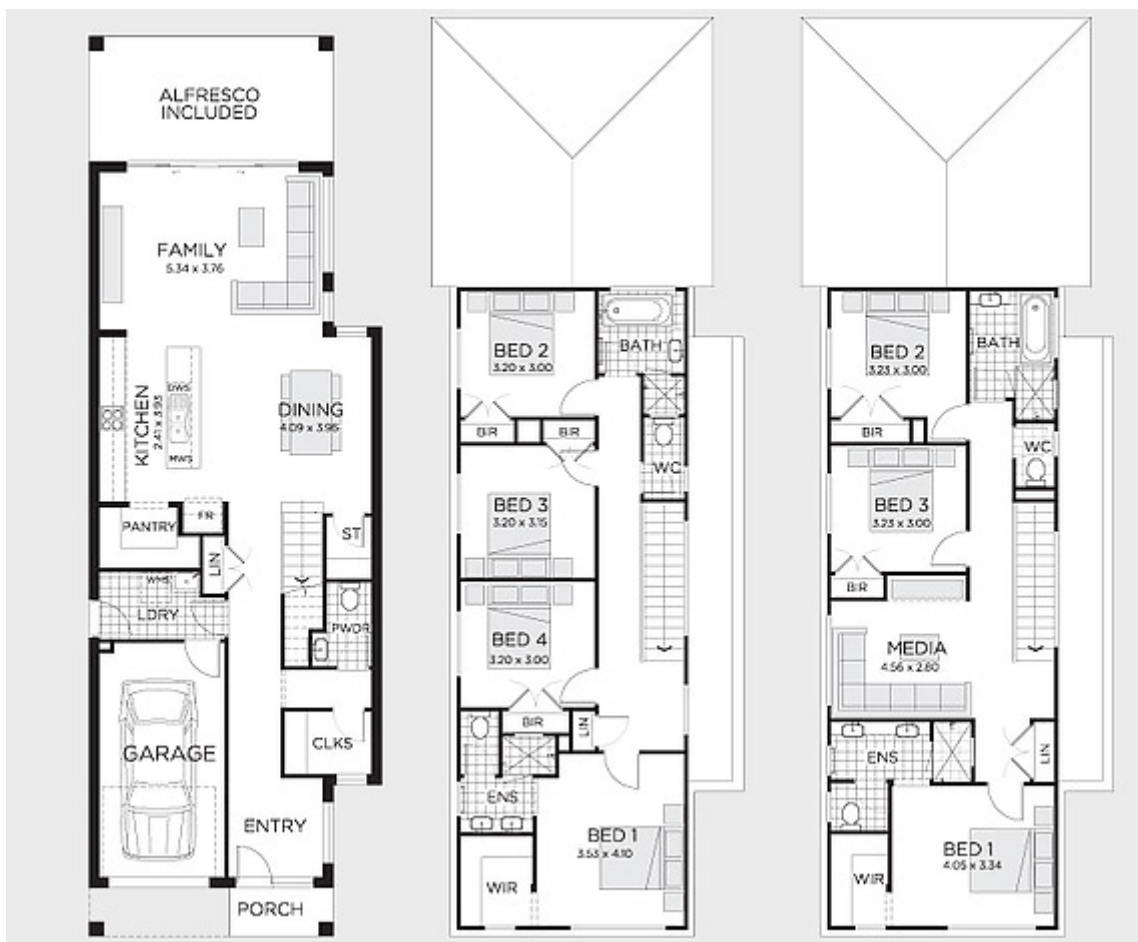 ALFRESCO
INCLUDED
FAMILY
5.34 x 3.76
KITCHEN
2.41 x 3.93
DWS
MWS
DINING
4.09 x 3.96
PANTRY
FR
LIN
ST
WMS
LDRY
PWDR
GARAGE
CLKS
ENTRY
PORCH
BED 2
3.20 x 3.00
BATH
BIR
BIR
WC
BED 3
3.20 x 3.15
BED 4
3.20 x 3.00
BIR
LIN
ENS
BED 1
3.53 x 4.10
WIR
BED 2
3.23 x 3.00
BATH
BIR
WC
BED 3
3.23 x 3.00
BIR
MEDIA
4.56 x 2.80
ENS
LIN
BED 1
4.05 x 3.34
WIR